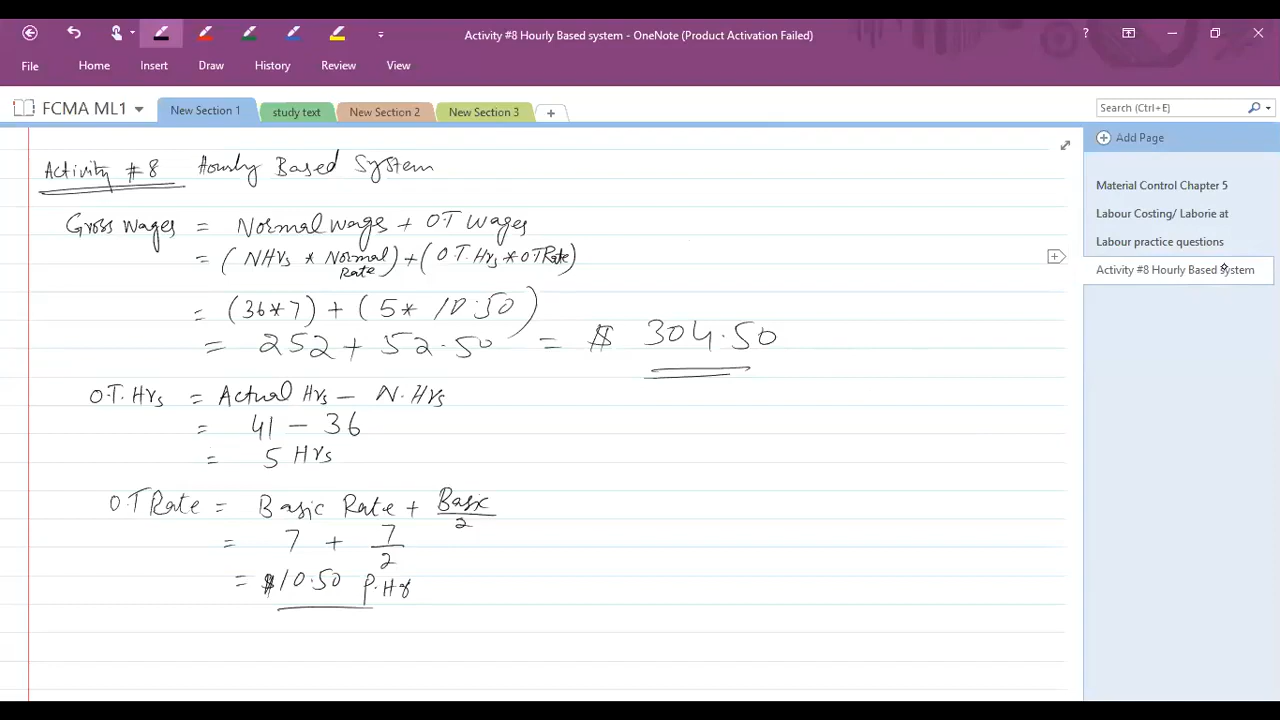 Activity #8 Hourly Based system - OneNote (Product Activation Failed)
?
File Home Insert Draw History Review View
FCMA ML1 New Section 1 study text New Section 2 New Section 3
Search (Ctrl+E)
Add Page
Material Control Chapter 5
Labour Costing/ Laborie at
Labour practice questions
Activity #8 Hourly Based system
Activity #8 Hourly Based System
Gross wages = Normal wags + O.T wages
= (NHrs * Normal Rate) + (O.T. Hrs * OT Rate)
= (36*7) + (5 * 10.50)
= 252 + 52.50 = $ 304.50
O.T. Hrs = Actual Hrs - N. Hrs
= 41 - 36
= 5 Hrs
O.T Rate = Basic Rate + Basic/2
= 7 + 7/2
= $10.50 P.Hr